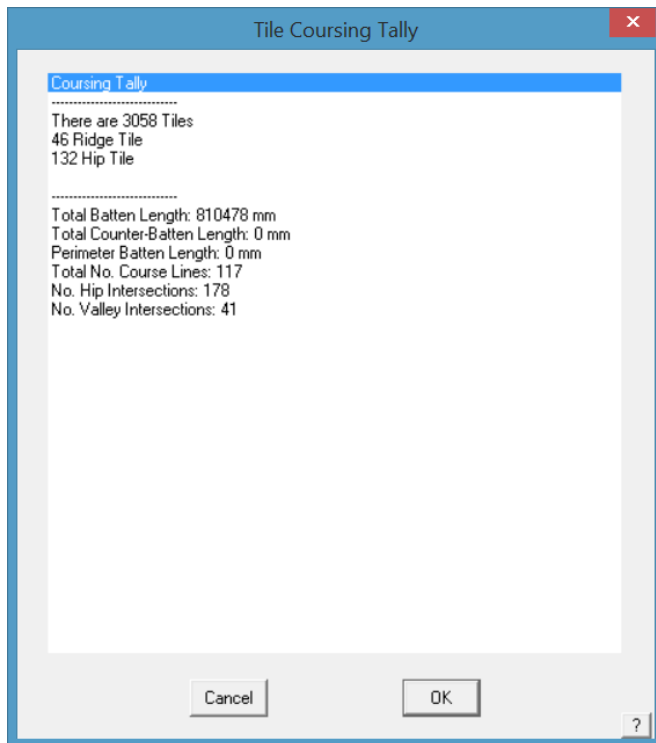 Tile Coursing Tally
x
Coursing Tally
-----------------------------
There are 3058 Tiles
46 Ridge Tile
132 Hip Tile
-----------------------------
Total Batten Length: 810478 mm
Total Counter-Batten Length: 0 mm
Perimeter Batten Length: 0 mm
Total No. Course Lines: 117
No. Hip Intersections: 178
No. Valley Intersections: 41
Cancel
OK
?